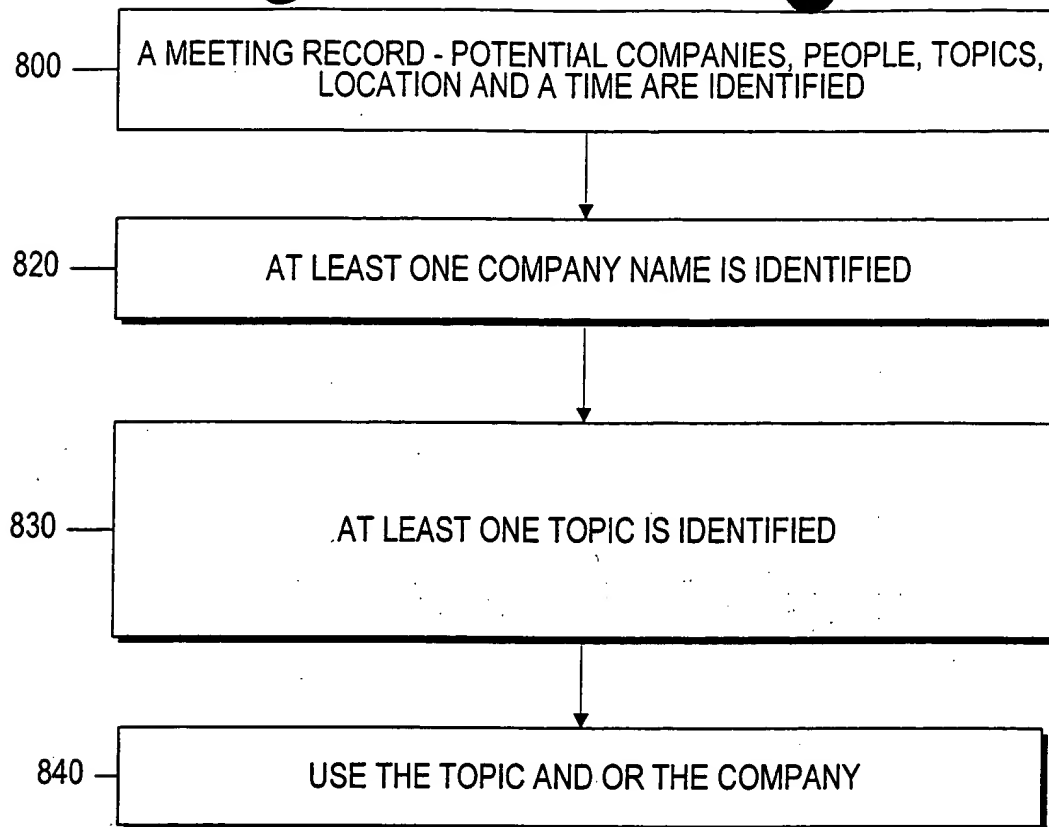 800
A MEETING RECORD - POTENTIAL COMPANIES, PEOPLE, TOPICS,
LOCATION AND A TIME ARE IDENTIFIED
820
AT LEAST ONE COMPANY NAME IS IDENTIFIED
830
AT LEAST ONE TOPIC IS IDENTIFIED
840
USE THE TOPIC AND OR THE COMPANY